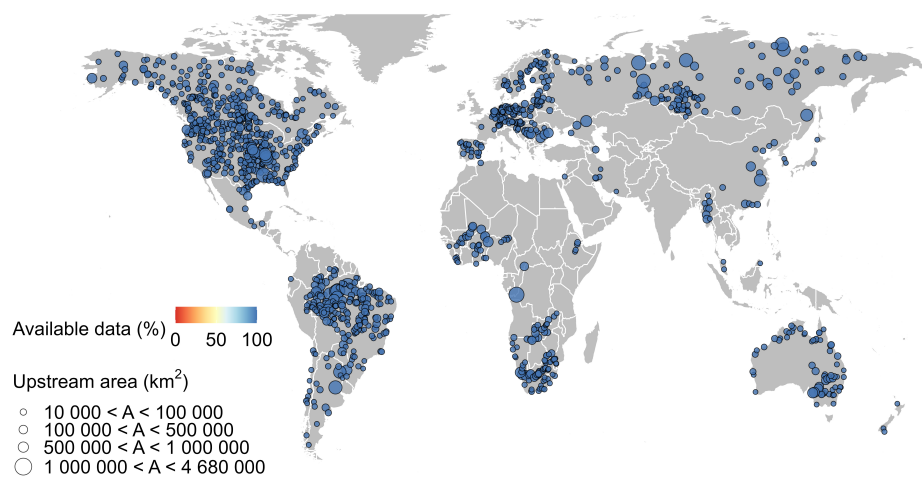 Available data (%)
0 50 100
Upstream area (km²)
10 000 < A < 100 000
100 000 < A < 500 000
500 000 < A < 1 000 000
1 000 000 < A < 4 680 000